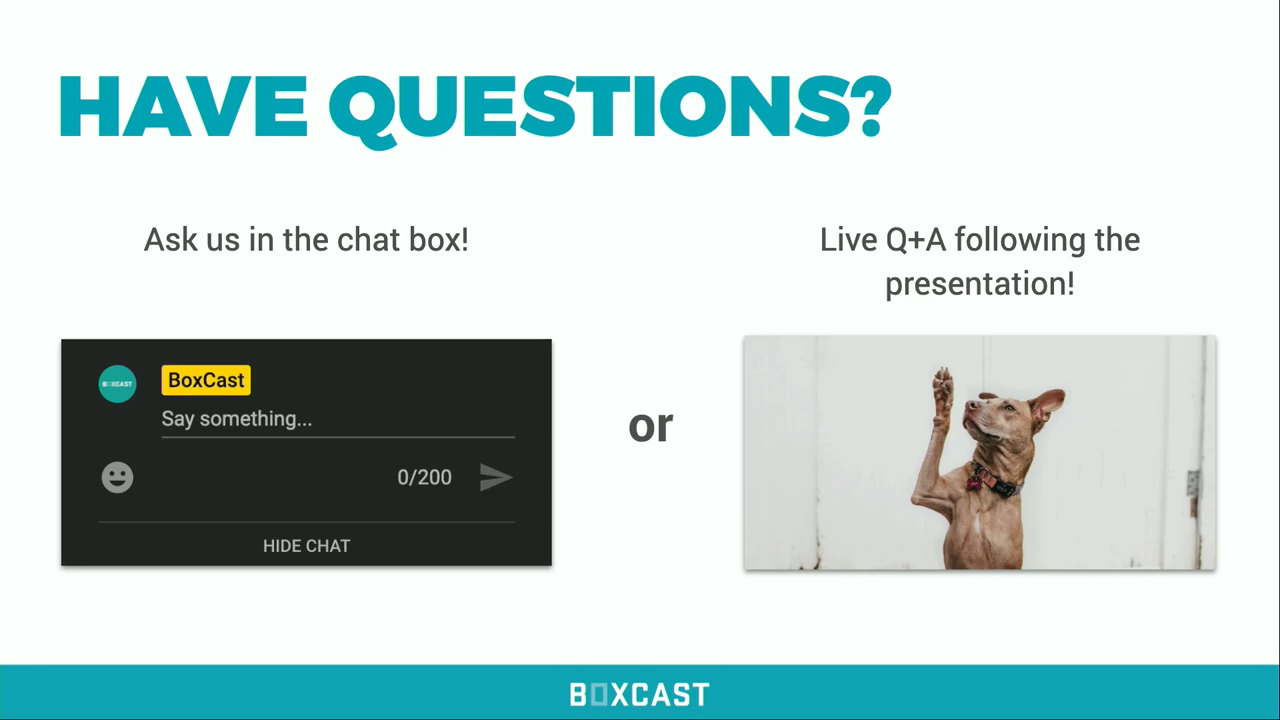 HAVE QUESTIONS?
Ask us in the chat box!
BOXCAST
BoxCast
Say something...
0/200
HIDE CHAT
or
Live Q+A following the
presentation!
BOXCAST